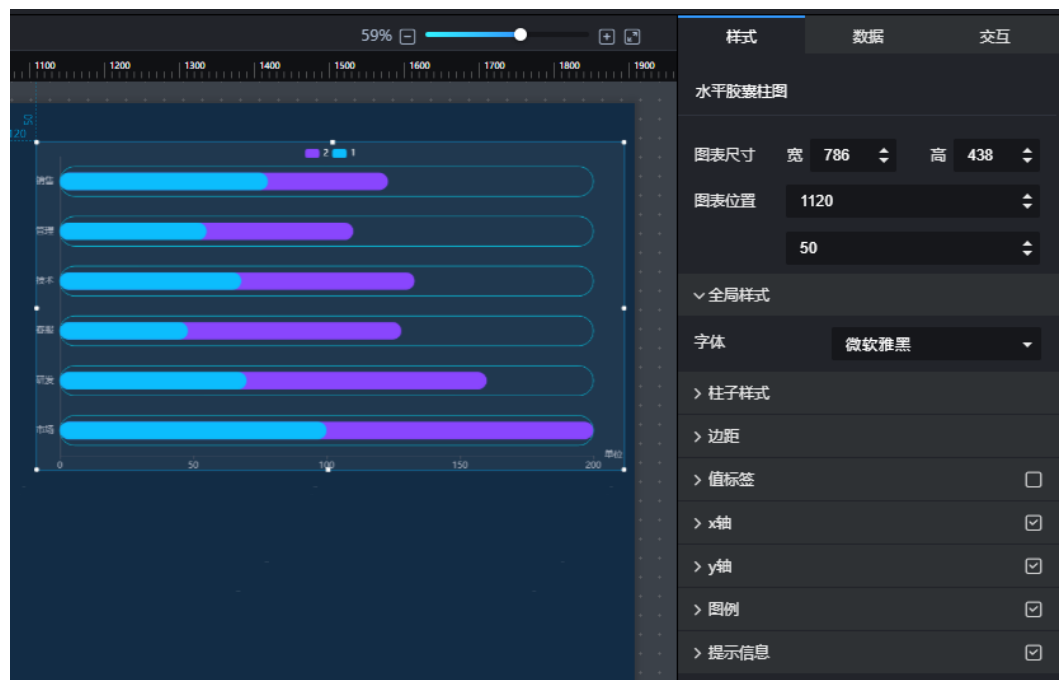 59%
样式 数据 交互
1100 1200 1300 1400 1500 1600 1700 1800 1900
水平胶囊柱图
50
120
2 1
图表尺寸 宽 786 高 438
销售
图表位置 1120
管理
50
技术
全局样式
客服
字体 微软雅黑
研发
柱子样式
市场
边距
单位
0 50 100 150 200
值标签
x轴
y轴
图例
提示信息